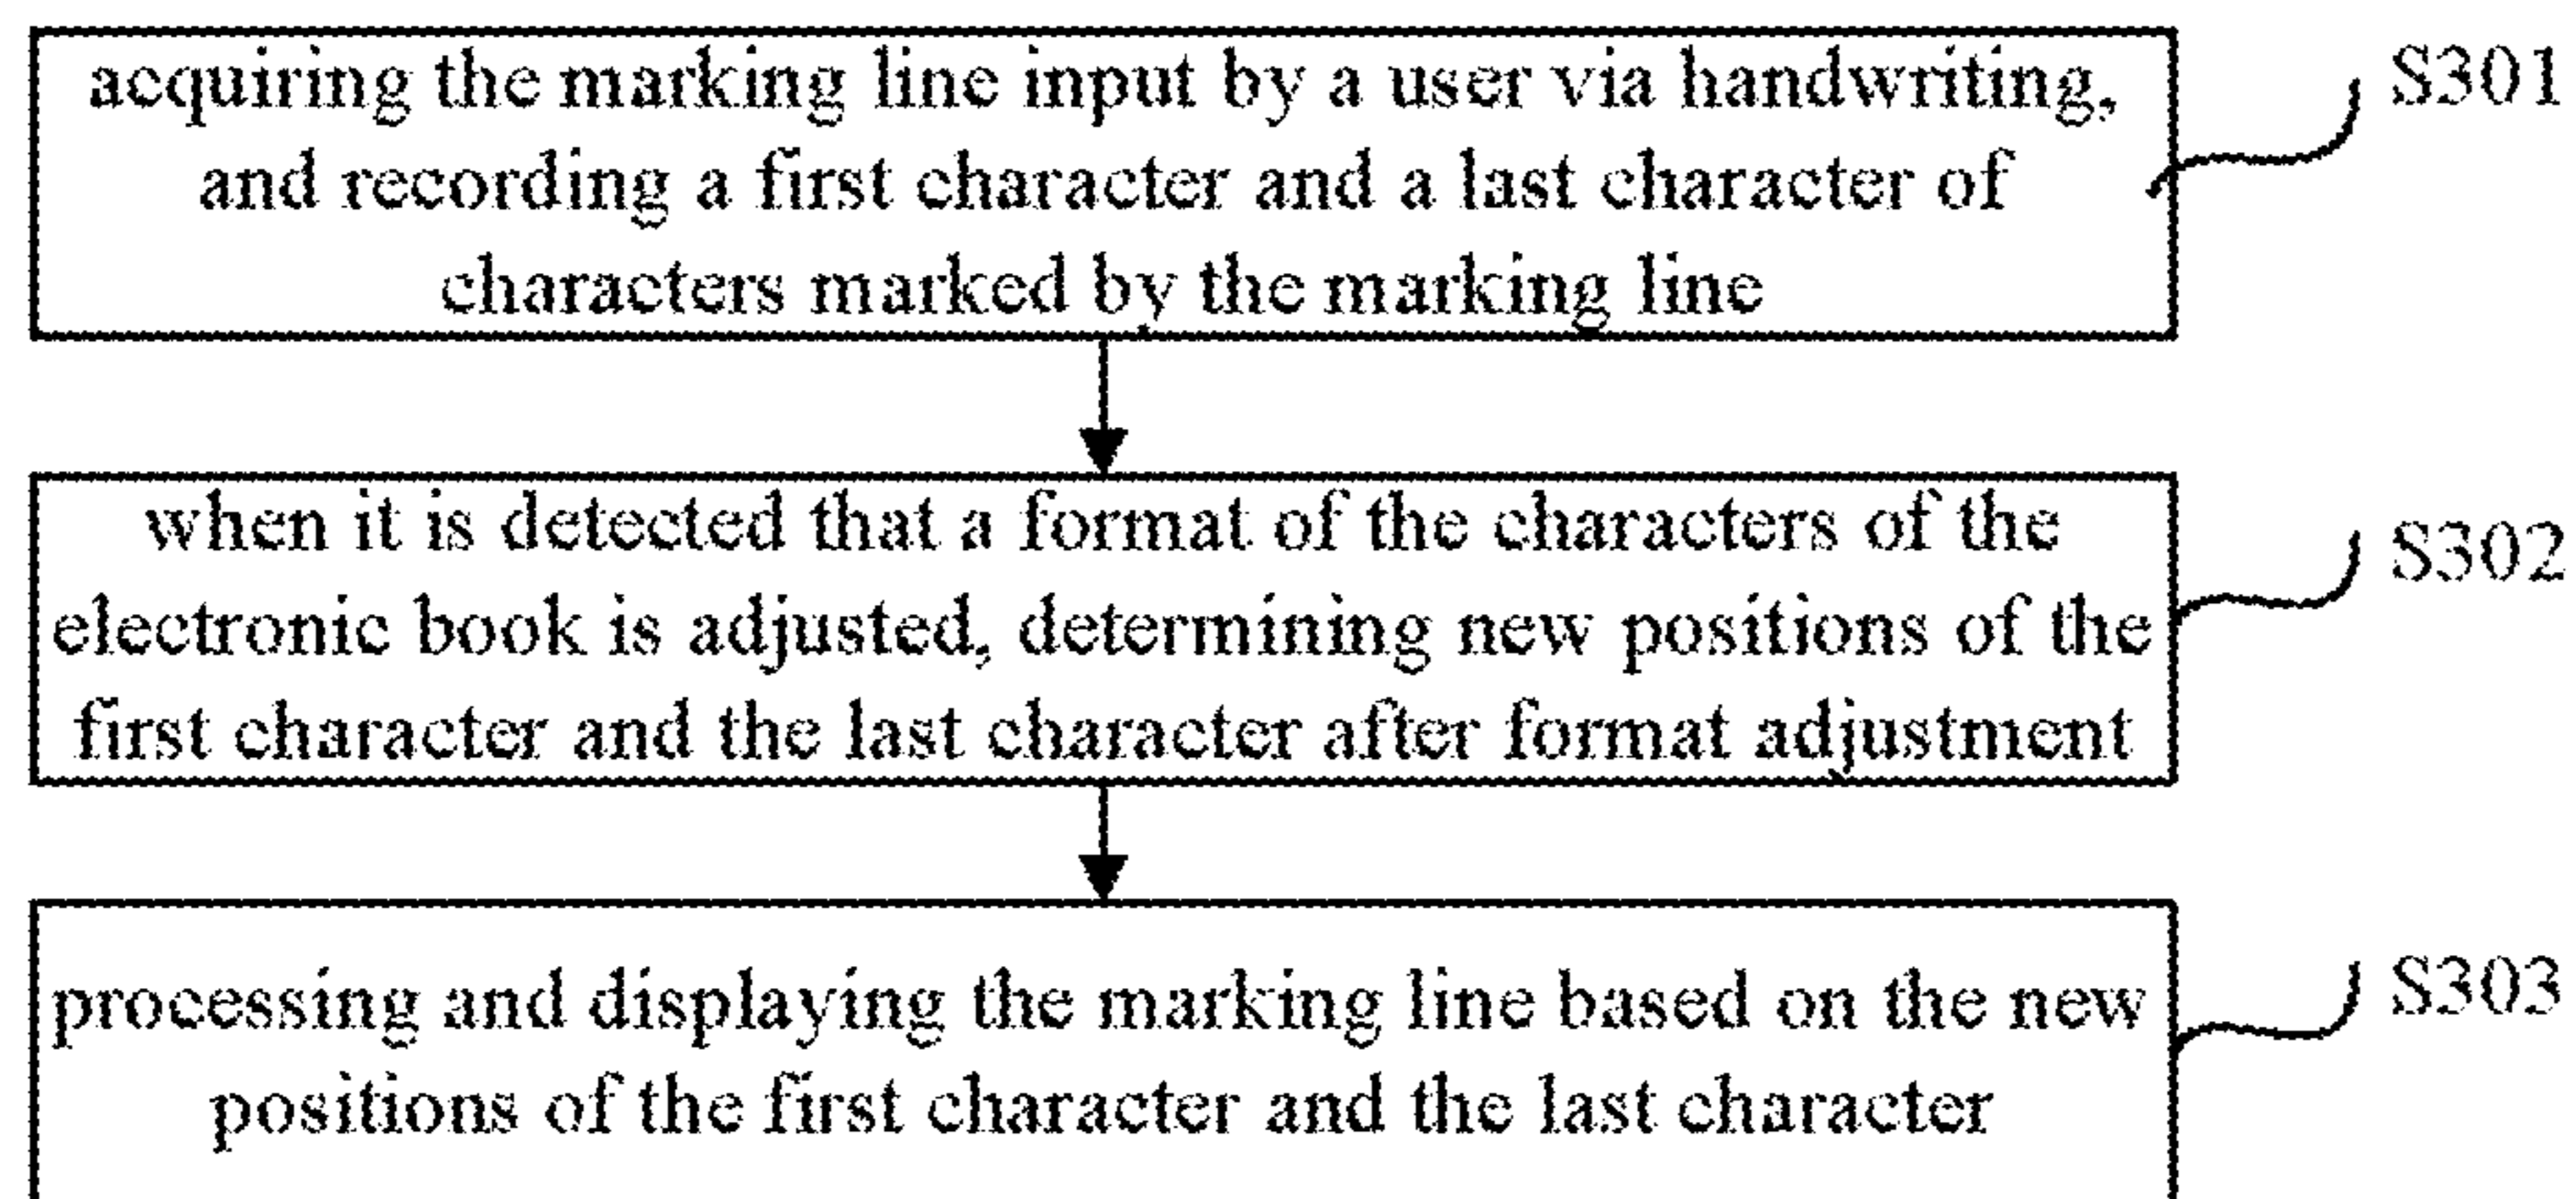 acquiring the marking line input by a user via handwriting,
and recording a first character and a last character of
characters marked by the marking line
S301
when it is detected that a format of the characters of the
electronic book is adjusted, determining new positions of the
first character and the last character after format adjustment
S302
processing and displaying the marking line based on the new
positions of the first character and the last character
S303